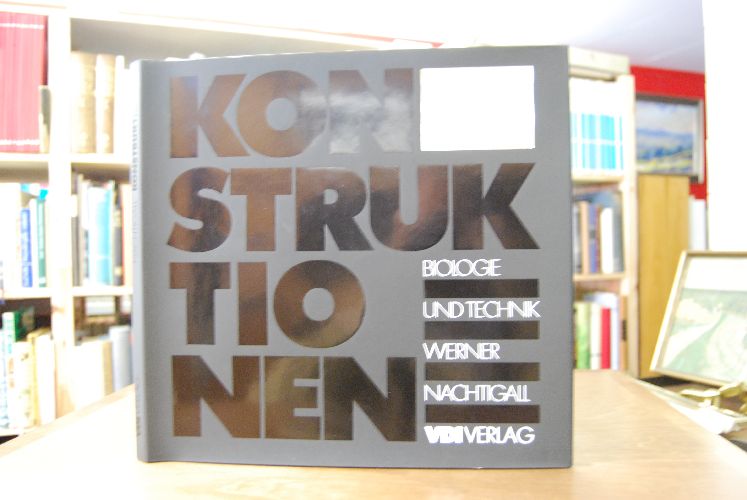 KON
STRUK
TIO
NEN
BIOLOGIE
UND TECHNIK
WERNER
NACHTIGALL
VDI VERLAG